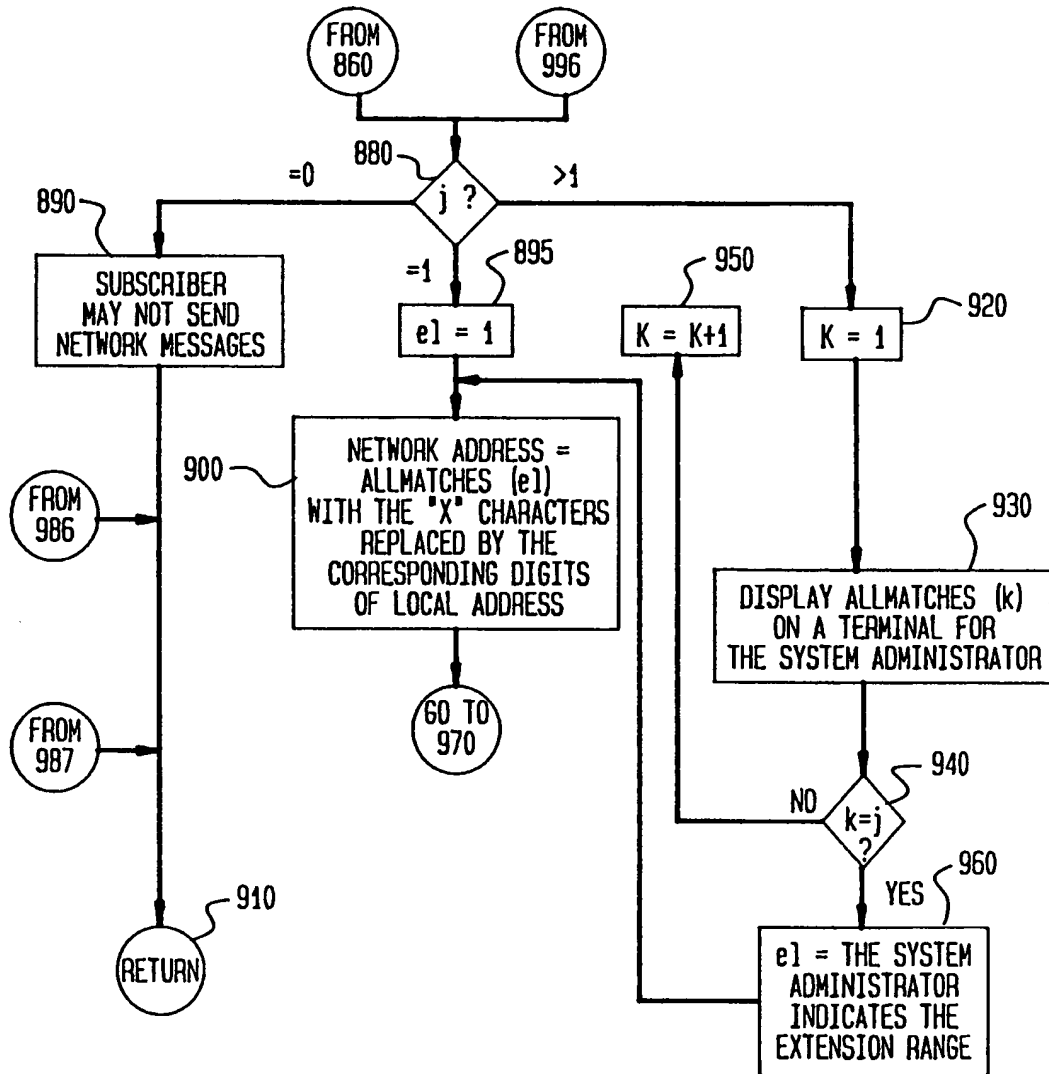 FROM
860
FROM
996
880
j ?
=0
>1
=1
890
SUBSCRIBER
MAY NOT SEND
NETWORK MESSAGES
895
el = 1
950
K = K+1
920
K = 1
900
NETWORK ADDRESS =
ALLMATCHES (el)
WITH THE "X" CHARACTERS
REPLACED BY THE
CORRESPONDING DIGITS
OF LOCAL ADDRESS
FROM
986
930
DISPLAY ALLMATCHES (k)
ON A TERMINAL FOR
THE SYSTEM ADMINISTRATOR
GO TO
970
FROM
987
940
k=j
?
NO
YES
960
el = THE SYSTEM
ADMINISTRATOR
INDICATES THE
EXTENSION RANGE
910
RETURN